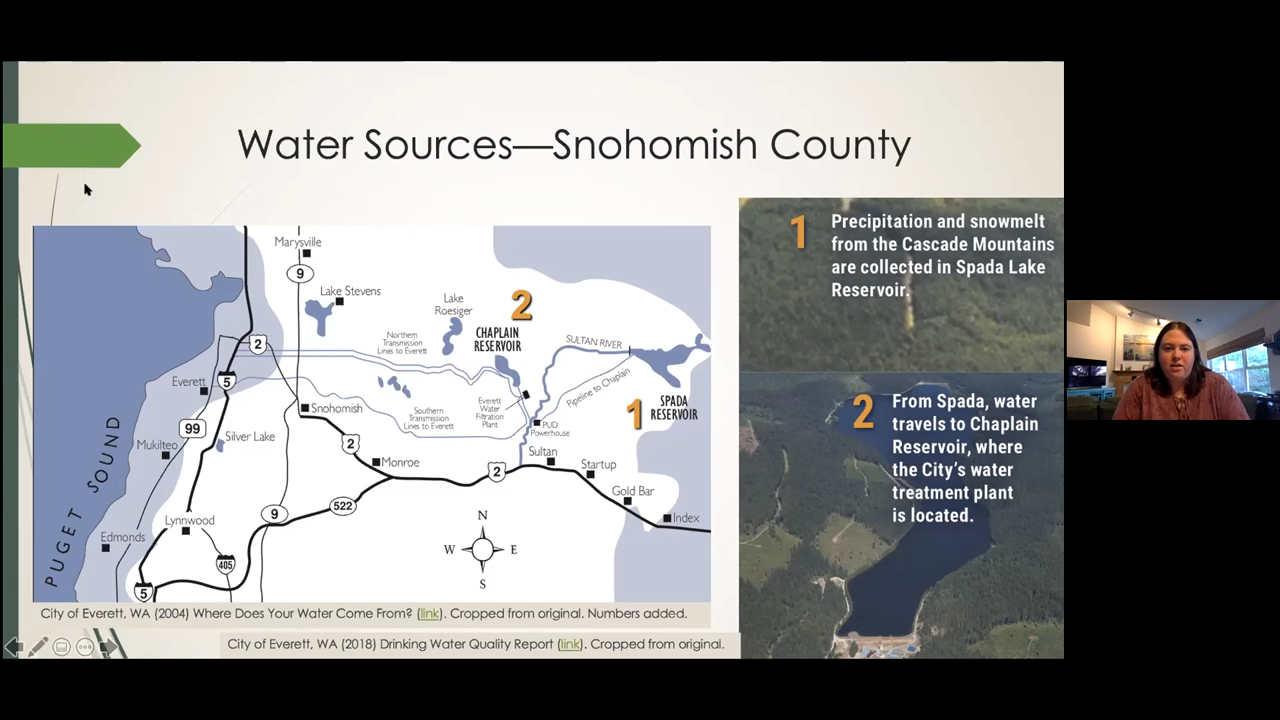 Water Sources—Snohomish County
Marysville
9
Lake Stevens
Lake
Roesiger
2
CHAPLAIN
RESERVOIR
SULTAN RIVER
Northern
Transmission
Lines to Everett
2
5
Everett
Pipeline to Chaplain
Snohomish
Southern
Transmission
Lines to Everett
Everett
Water
Filtration
Plant
1
SPADA
RESERVOIR
PUD
Powerhouse
99
Silver Lake
2
Mukilteo
Monroe
2
Sultan
Startup
Gold Bar
Index
522
9
Lynnwood
Edmonds
405
5
PUGET SOUND
N
W
E
S
City of Everett, WA (2004) Where Does Your Water Come From? (link). Cropped from original. Numbers added.
City of Everett, WA (2018) Drinking Water Quality Report (link). Cropped from original.
1
Precipitation and snowmelt
from the Cascade Mountains
are collected in Spada Lake
Reservoir.
2
From Spada, water
travels to Chaplain
Reservoir, where
the City's water
treatment plant
is located.